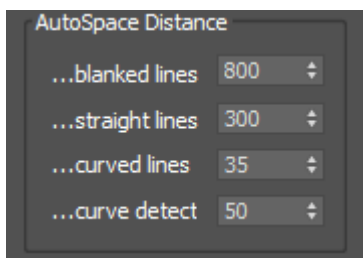 AutoSpace Distance
...blanked lines 800
...straight lines 300
...curved lines 35
...curve detect 50